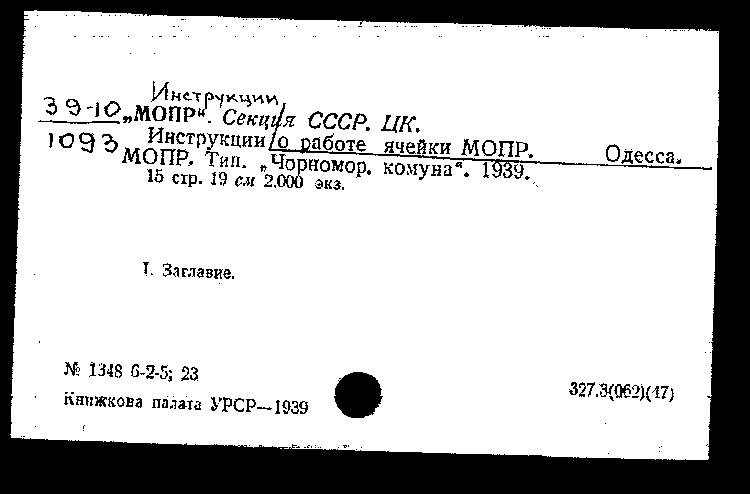 Инструкции
39-10 „МОПР“. Секция СССР. ЦК.
1093 Инструкции/о работе ячейки МОПР. Одесса.
МОПР. Тип. „Чорномор. комуна“. 1939.
15 стр. 19 см 2.000 экз.
I. Заглавие.
№ 1348 6-2-5; 23
327.3(062)(47)
Книжкова палата УРСР—1939